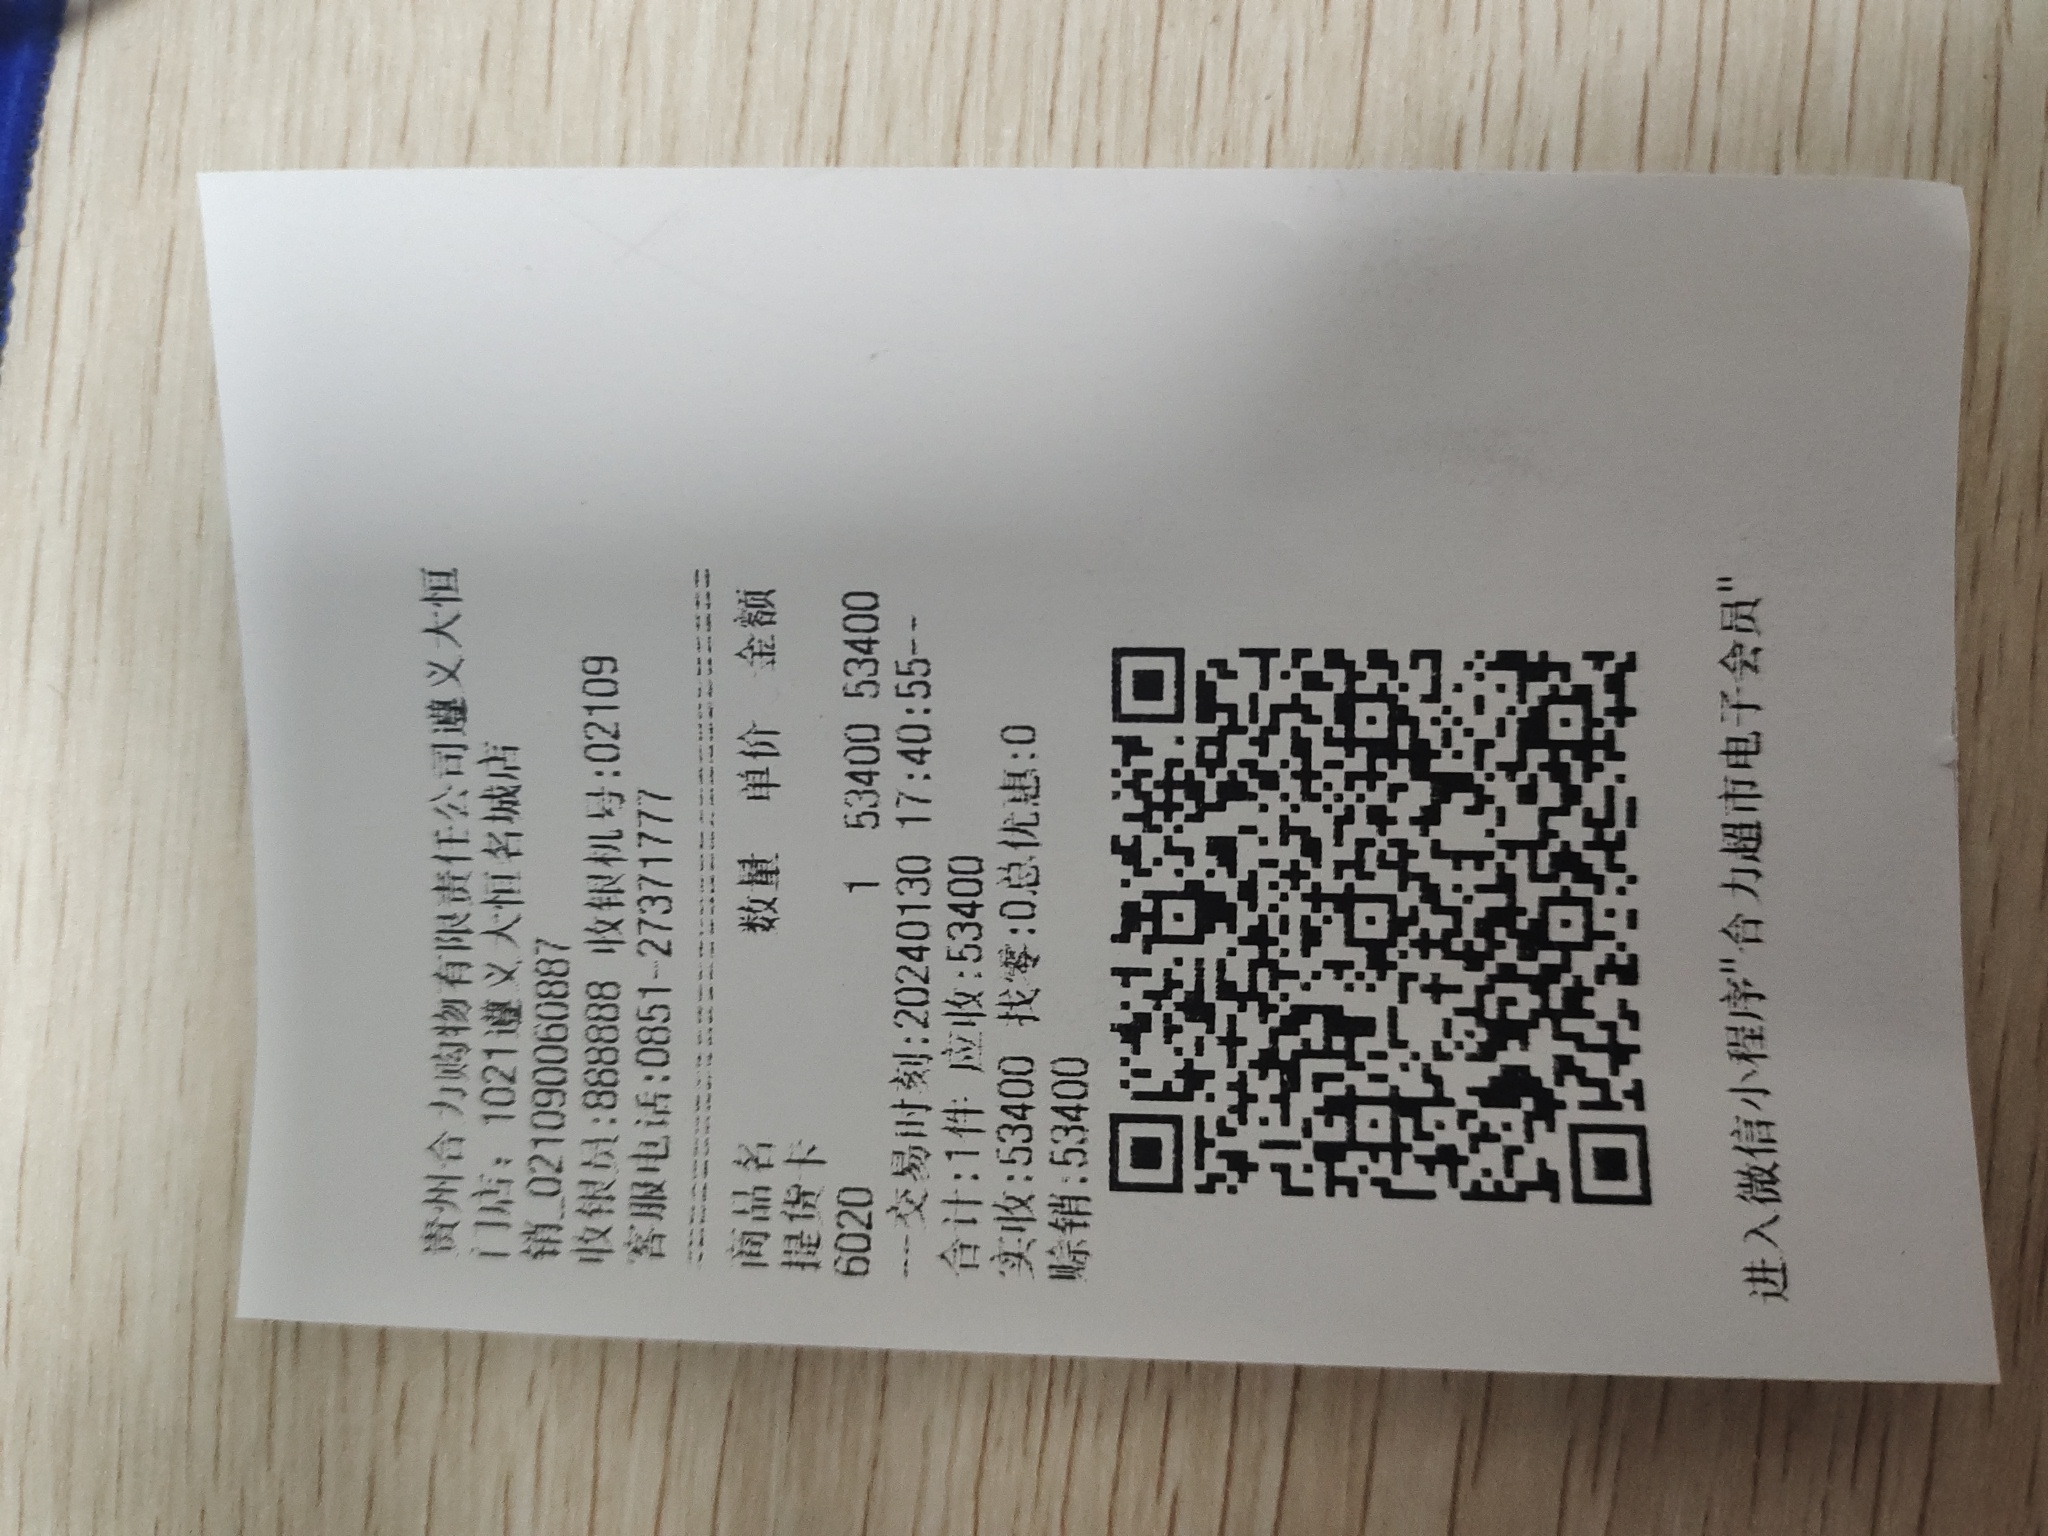 贵州合力购物有限责任公司遵义大恒
门店: 1021遵义大恒名城店
销_021090060887
收银员:888888 收银机号:02109
客服电话:0851-27371777
商品名 数量 单价 金额
提货卡
6020 1 53400 53400
---交易时刻:20240130 17:40:55--
合计:1件 应收:53400
实收:53400 找零:0总优惠:0
赊销:53400
进入微信小程序"合力超市电子会员"